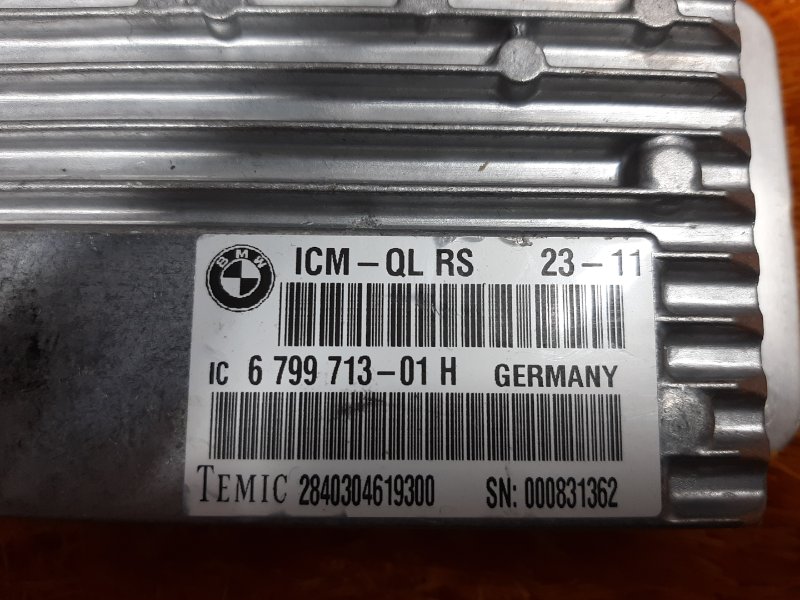 BMW ICM-QL RS 23-11
IC 6 799 713-01 H GERMANY
TEMIC 2840304619300 SN: 000831362